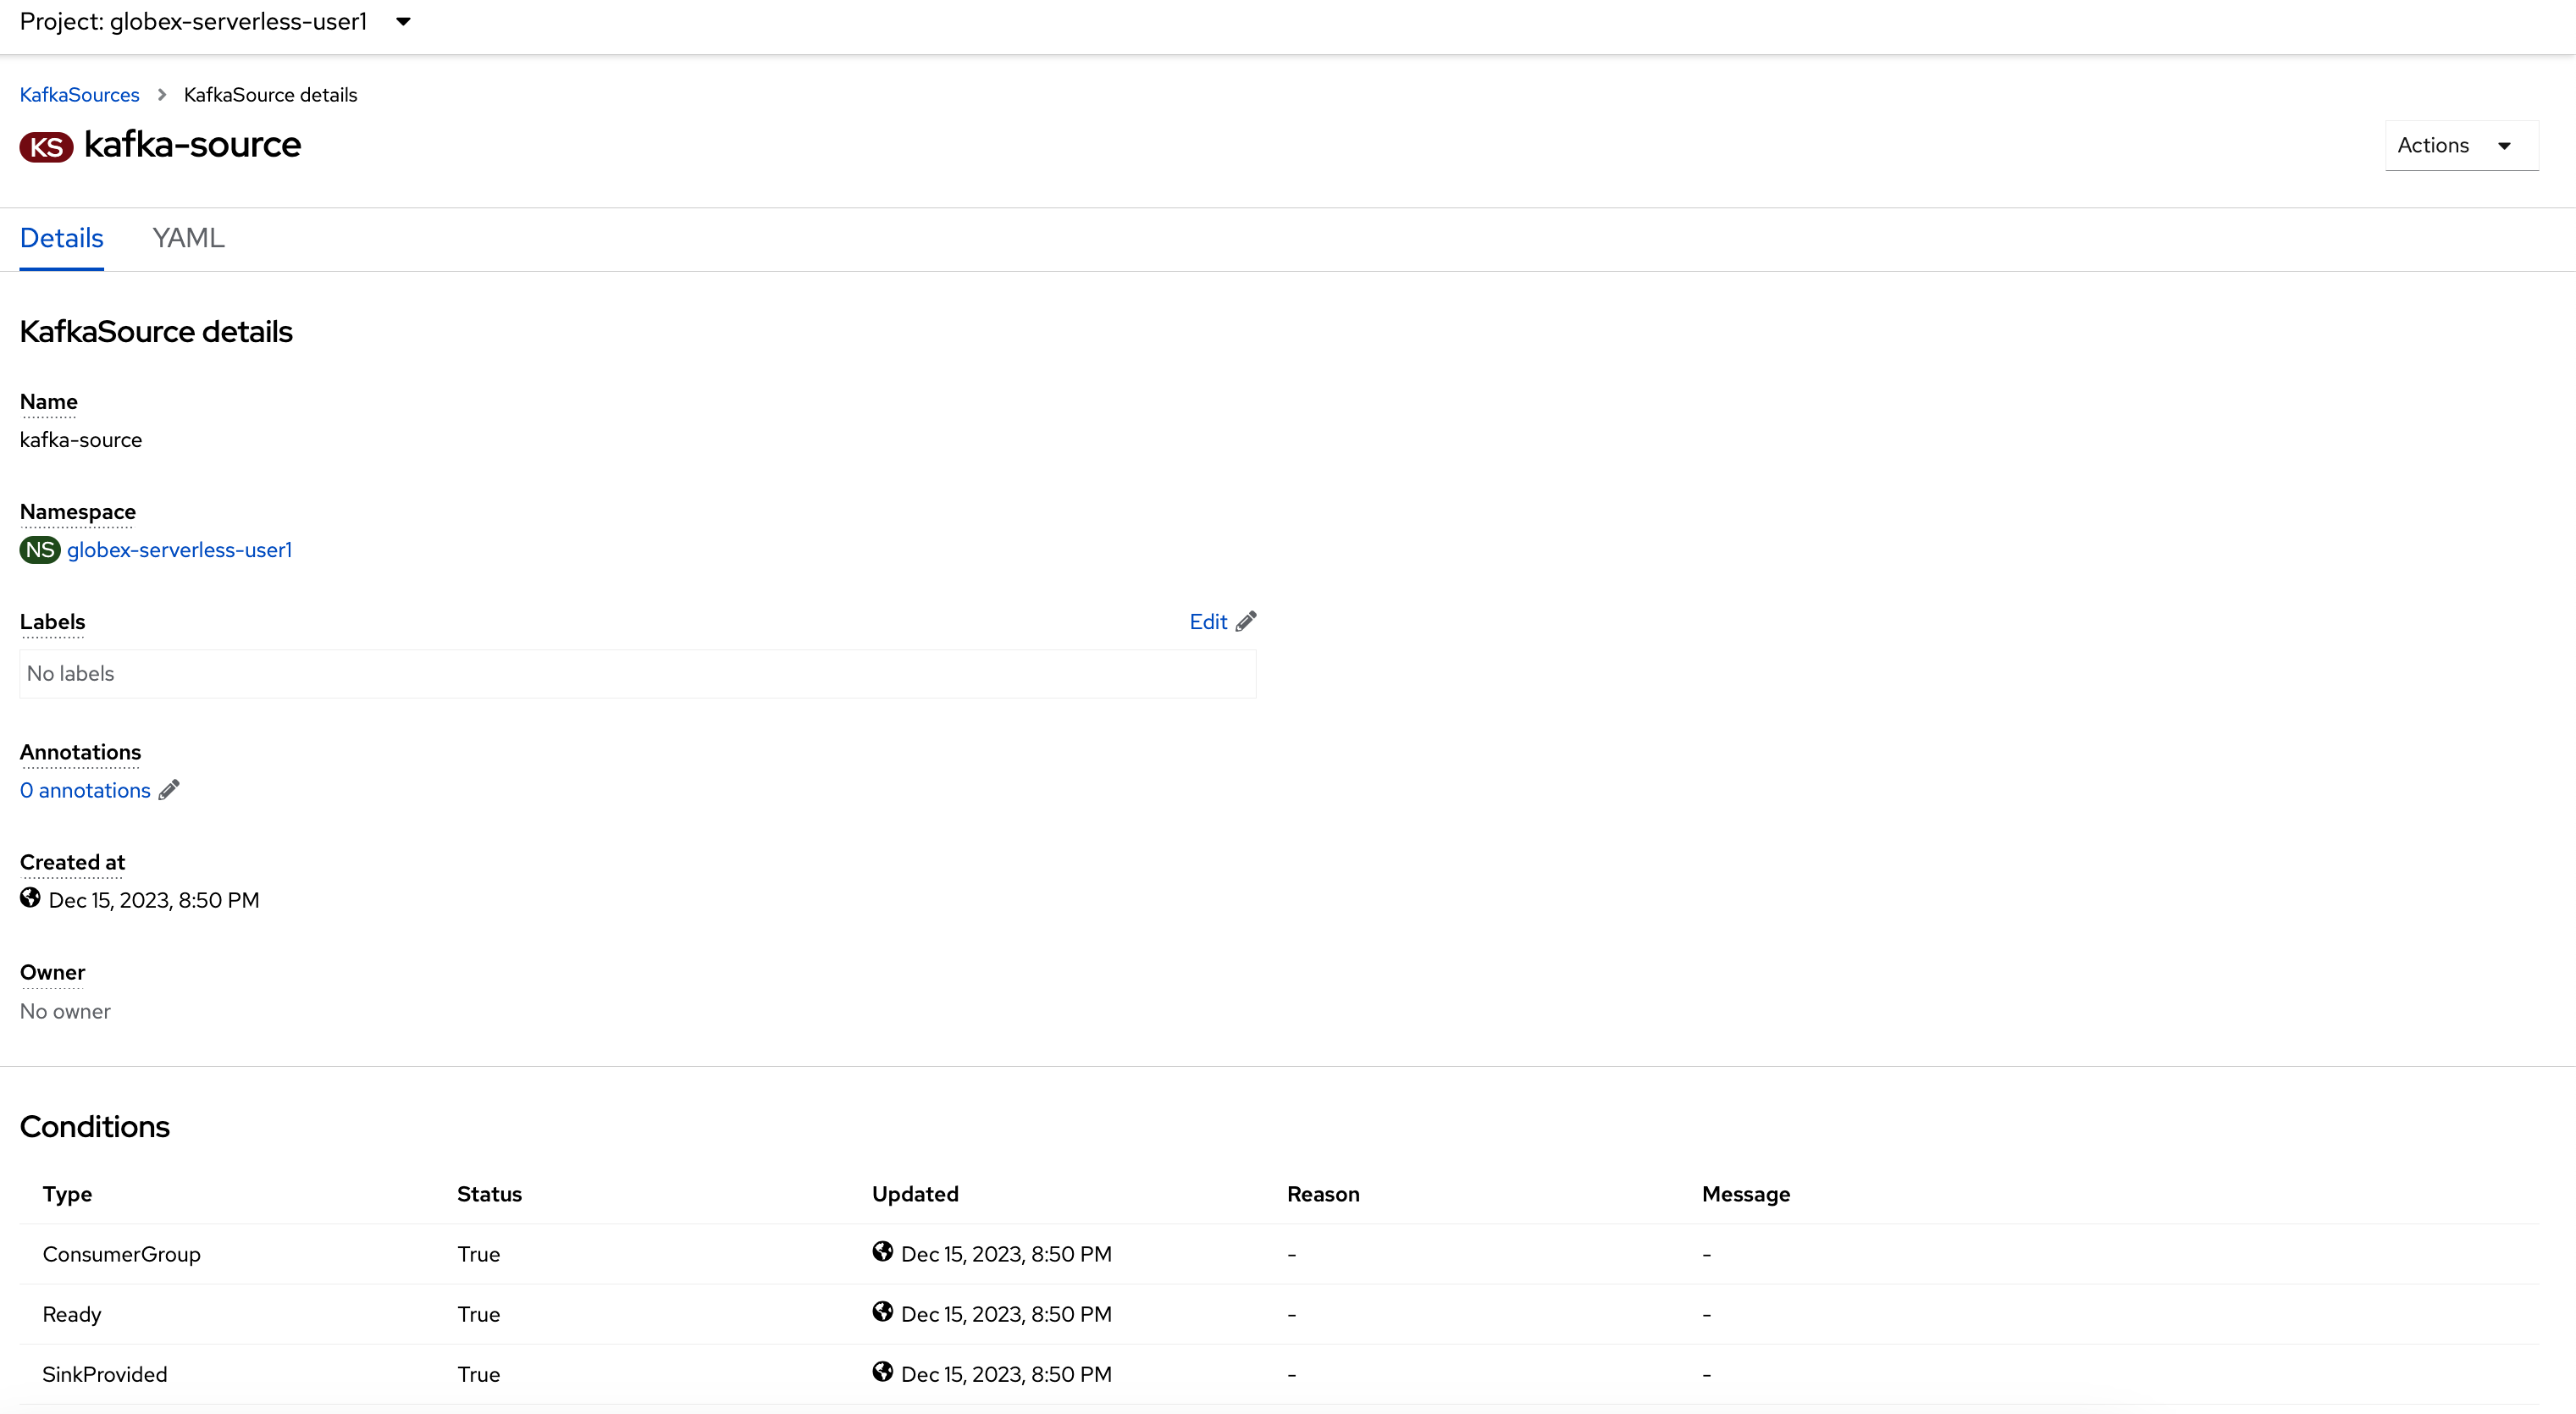 Project: globex-serverless-user1
KafkaSources > KafkaSource details
KS kafka-source
Actions
Details YAML
KafkaSource details
Name
kafka-source
Namespace
NS globex-serverless-user1
Labels Edit
No labels
Annotations
0 annotations
Created at
Dec 15, 2023, 8:50 PM
Owner
No owner
Conditions
Type Status Updated Reason Message
ConsumerGroup True Dec 15, 2023, 8:50 PM - -
Ready True Dec 15, 2023, 8:50 PM - -
SinkProvided True Dec 15, 2023, 8:50 PM - -